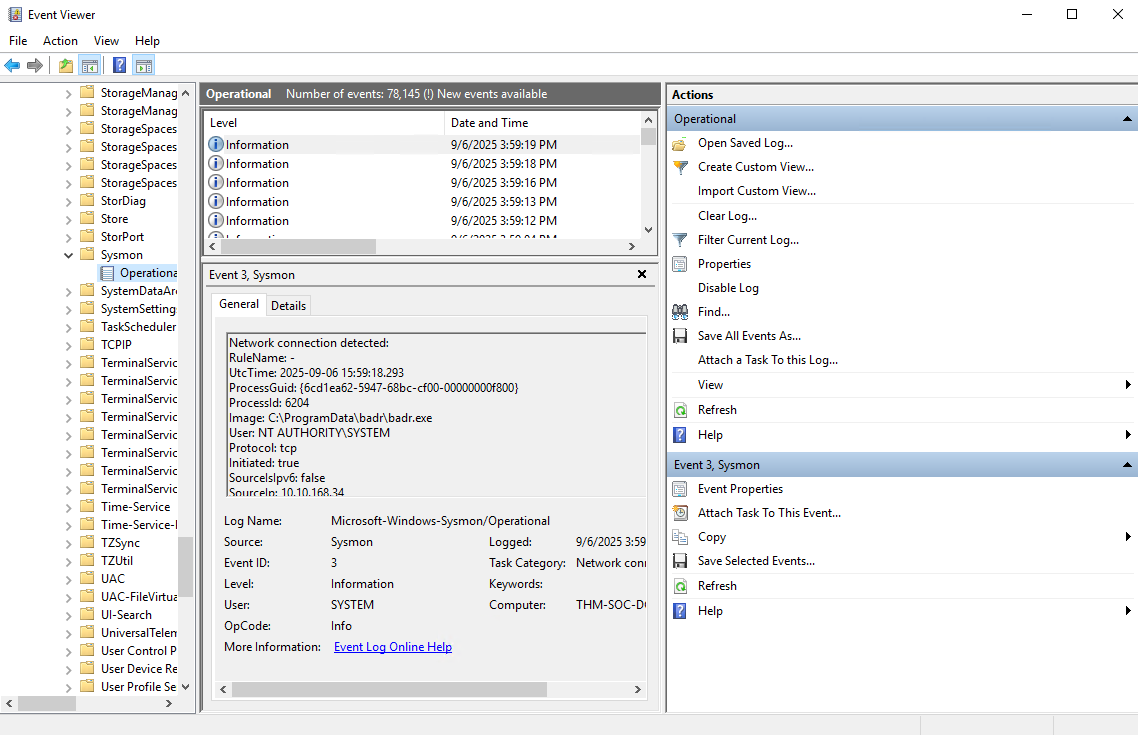 Event Viewer
File Action View Help
StorageManag
StorageManag
StorageSpaces
StorageSpaces
StorageSpaces
StorageSpaces
StorDiag
Store
StorPort
Sysmon
Operationa
SystemDataAr
SystemSetting
TaskScheduler
TCPIP
TerminalServic
TerminalServic
TerminalServic
TerminalServic
TerminalServic
TerminalServic
TerminalServic
TerminalServic
Time-Service
Time-Service-
TZSync
TZUtil
UAC
UAC-FileVirtua
UI-Search
UniversalTelem
User Control P
User Device Re
User Profile Se
Operational Number of events: 78,145 (!) New events available
Level Date and Time
Information 9/6/2025 3:59:19 PM
Information 9/6/2025 3:59:18 PM
Information 9/6/2025 3:59:16 PM
Information 9/6/2025 3:59:13 PM
Information 9/6/2025 3:59:12 PM
Event 3, Sysmon
General Details
Network connection detected:
RuleName: -
UtcTime: 2025-09-06 15:59:18.293
ProcessGuid: {6cd1ea62-5947-68bc-cf00-00000000f800}
ProcessId: 6204
Image: C:\ProgramData\badr\badr.exe
User: NT AUTHORITY\SYSTEM
Protocol: tcp
Initiated: true
SourceIsIpv6: false
SourceIp: 10.10.168.34
Log Name: Microsoft-Windows-Sysmon/Operational
Source: Sysmon Logged: 9/6/2025 3:59
Event ID: 3 Task Category: Network conn
Level: Information Keywords:
User: SYSTEM Computer: THM-SOC-D
OpCode: Info
More Information: Event Log Online Help
Actions
Operational
Open Saved Log...
Create Custom View...
Import Custom View...
Clear Log...
Filter Current Log...
Properties
Disable Log
Find...
Save All Events As...
Attach a Task To this Log...
View
Refresh
Help
Event 3, Sysmon
Event Properties
Attach Task To This Event...
Copy
Save Selected Events...
Refresh
Help